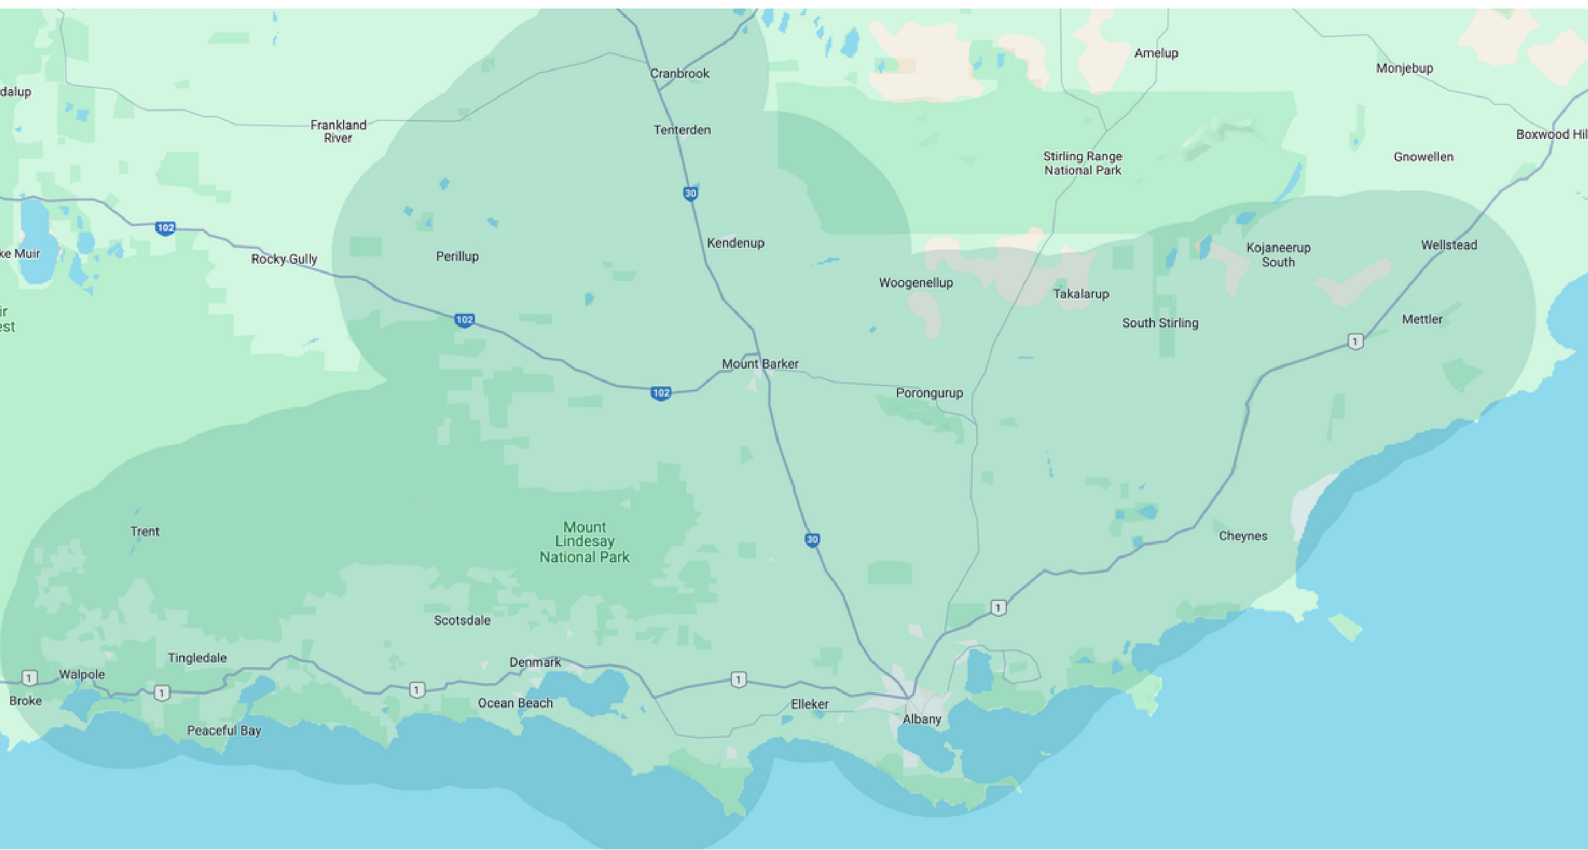 Amelup
Monjebup
Cranbrook
dalup
Frankland
River
Tenterden
Boxwood Hil
Gnowellen
Stirling Range
National Park
30
102
Kendenup
Kojaneerup
South
Wellstead
ke Muir
Rocky Gully
Perillup
Woogenellup
Takalarup
ir
est
102
South Stirling
Mettler
1
Mount Barker
102
Porongurup
Trent
Mount
Lindesay
National Park
30
Cheynes
1
Scotsdale
Tingledale
Denmark
1
Walpole
1
1
1
Broke
Ocean Beach
Elleker
Albany
Peaceful Bay